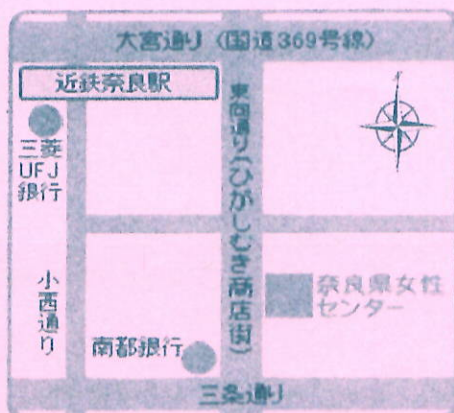 大宮通り（国道369号線）
近鉄奈良駅
三菱
UFJ
銀行
東向通り（ひがしむき商店街）
小西通り
奈良県女性
センター
南都銀行
三条通り